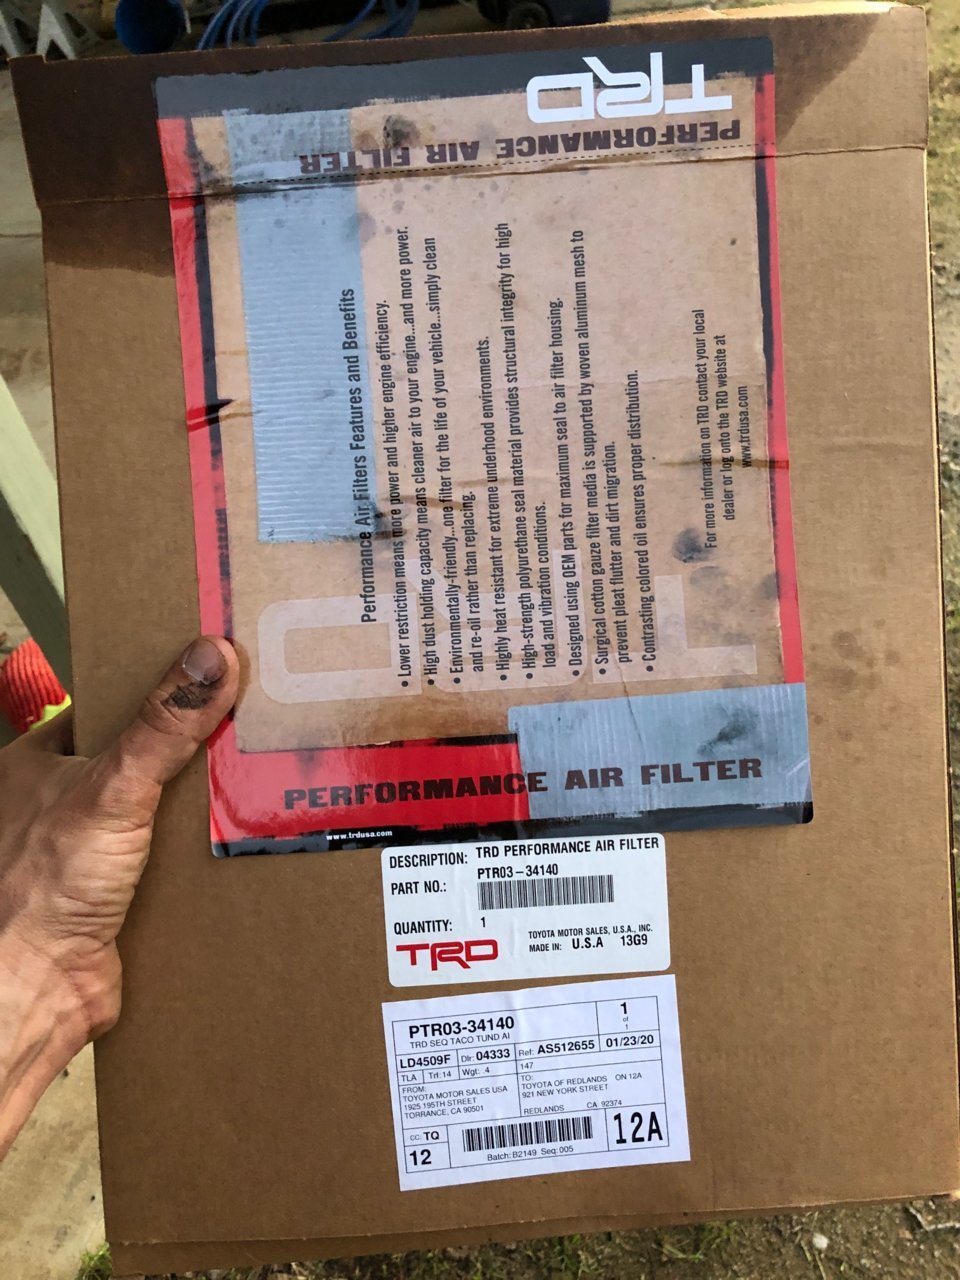 TRD
PERFORMANCE AIR FILTER
Performance Air Filters Features and Benefits
• Lower restriction means more power and higher engine efficiency.
• High dust holding capacity means cleaner air to your engine...and more power.
• Environmentally-friendly...one filter for the life of your vehicle...simply clean
and re-oil rather than replacing.
• Highly heat resistant for extreme underhood environments.
• High-strength polyurethane seal material provides structural integrity for high
load and vibration conditions.
• Designed using OEM parts for maximum seal to air filter housing.
• Surgical cotton gauze filter media is supported by woven aluminum mesh to
prevent pleat flutter and dirt migration.
• Contrasting colored oil ensures proper distribution.
For more information on TRD contact your local
dealer or log onto the TRD website at
www.trdusa.com
TRD
PERFORMANCE AIR FILTER
www.trdusa.com
DESCRIPTION: TRD PERFORMANCE AIR FILTER
PART NO.: PTR03-34140
QUANTITY: 1
TRD
TOYOTA MOTOR SALES, U.S.A., INC.
MADE IN: U.S.A 13G9
PTR03-34140
TRD SEQ TACO TUND AI
1
of
1
LD4509F Dlr: 04333 Ref: AS512655 01/23/20
TLA Trl: 14 Wgt: .4 147
FROM:
TOYOTA MOTOR SALES USA
1925 195TH STREET
TORRANCE, CA 90501
TO:
TOYOTA OF REDLANDS ON 12A
921 NEW YORK STREET
REDLANDS CA 92374
CC: TQ
12
Batch: B2149 Seq: 005
12A